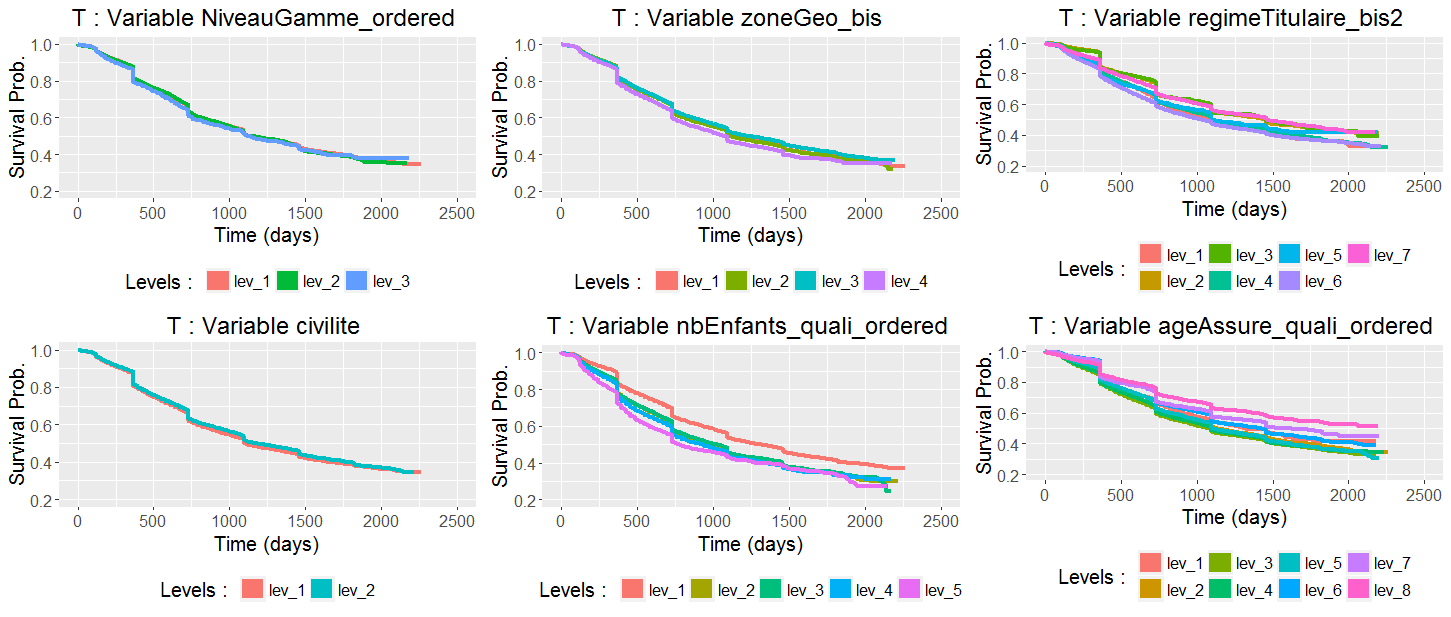 T : Variable NiveauGamme_ordered
Survival Prob.
1.0
0.8
0.6
0.4
0.2
0 500 1000 1500 2000 2500
Time (days)
Levels : lev_1 lev_2 lev_3
T : Variable zoneGeo_bis
Survival Prob.
1.0
0.8
0.6
0.4
0.2
0 500 1000 1500 2000 2500
Time (days)
Levels : lev_1 lev_2 lev_3 lev_4
T : Variable regimeTitulaire_bis2
Survival Prob.
1.0
0.8
0.6
0.4
0.2
0 500 1000 1500 2000 2500
Time (days)
Levels :
lev_1 lev_3 lev_5 lev_7
lev_2 lev_4 lev_6
T : Variable civilite
Survival Prob.
1.0
0.8
0.6
0.4
0.2
0 500 1000 1500 2000 2500
Time (days)
Levels : lev_1 lev_2
T : Variable nbEnfants_quali_ordered
Survival Prob.
1.0
0.8
0.6
0.4
0.2
0 500 1000 1500 2000 2500
Time (days)
Levels : lev_1 lev_2 lev_3 lev_4 lev_5
T : Variable ageAssure_quali_ordered
Survival Prob.
1.0
0.8
0.6
0.4
0.2
0 500 1000 1500 2000 2500
Time (days)
Levels :
lev_1 lev_3 lev_5 lev_7
lev_2 lev_4 lev_6 lev_8